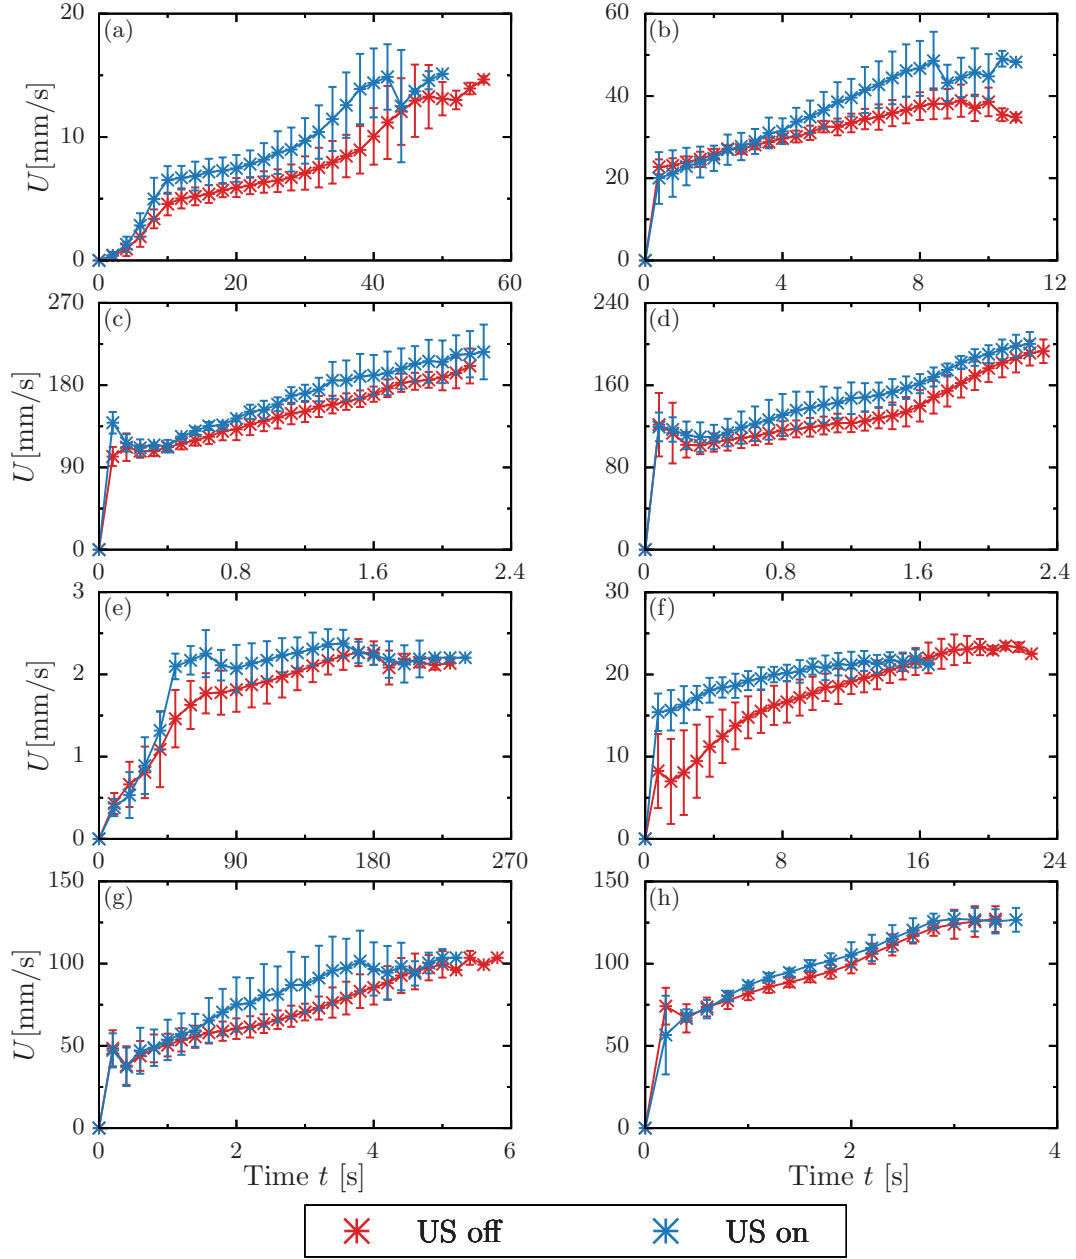 (a)
20
10
0
U[mm/s]
0 20 40 60
(b)
60
40
20
0
0 4 8 12
(c)
270
180
90
0
U[mm/s]
0 0.8 1.6 2.4
(d)
240
160
80
0
0 0.8 1.6 2.4
(e)
3
2
1
0
U[mm/s]
0 90 180 270
(f)
30
20
10
0
0 8 16 24
(g)
150
100
50
0
U[mm/s]
0 2 4 6
Time t [s]
(h)
150
100
50
0
0 2 4
Time t [s]
US off US on